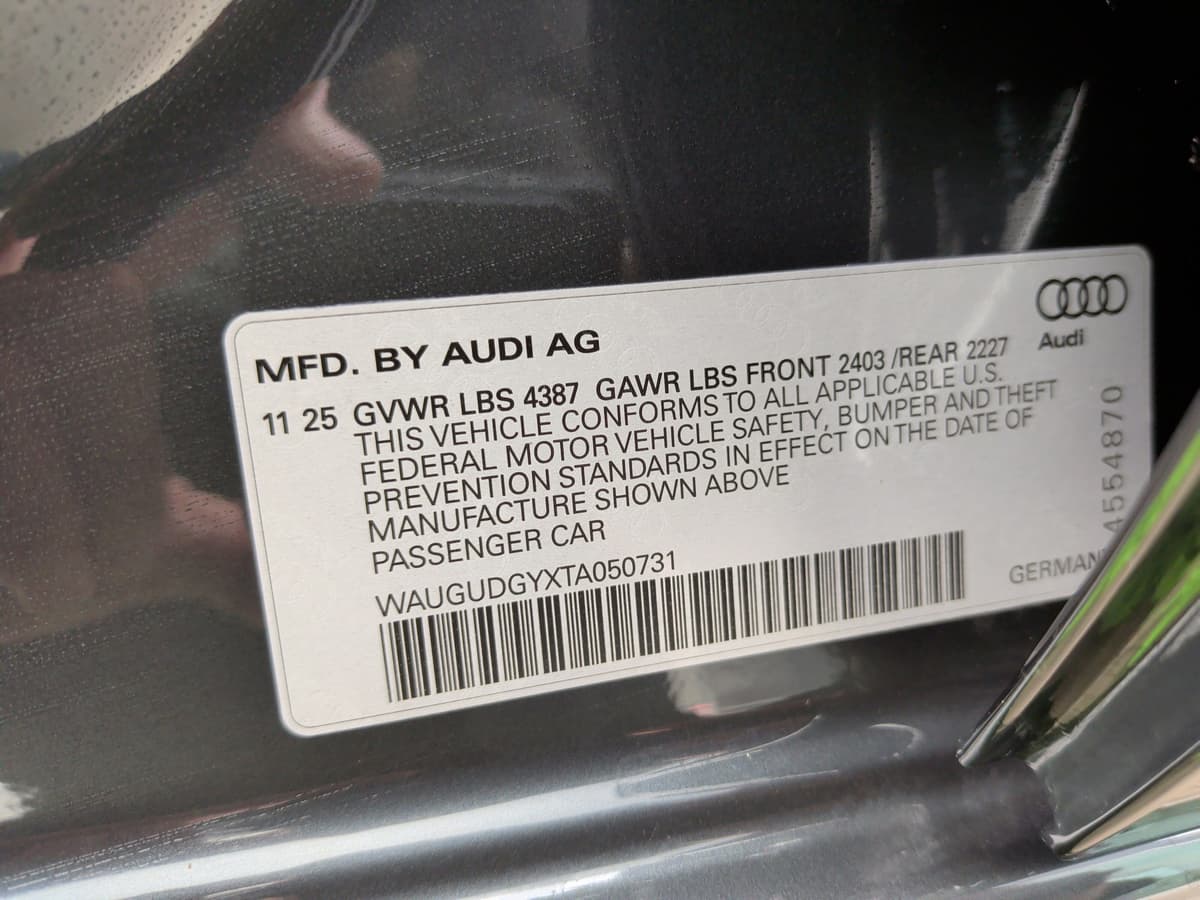 MFD. BY AUDI AG
Audi
11 25 GVWR LBS 4387 GAWR LBS FRONT 2403 /REAR 2227
THIS VEHICLE CONFORMS TO ALL APPLICABLE U.S.
FEDERAL MOTOR VEHICLE SAFETY, BUMPER AND THEFT
PREVENTION STANDARDS IN EFFECT ON THE DATE OF
MANUFACTURE SHOWN ABOVE
PASSENGER CAR
WAUGUDGYXTA050731
GERMAN
4554870